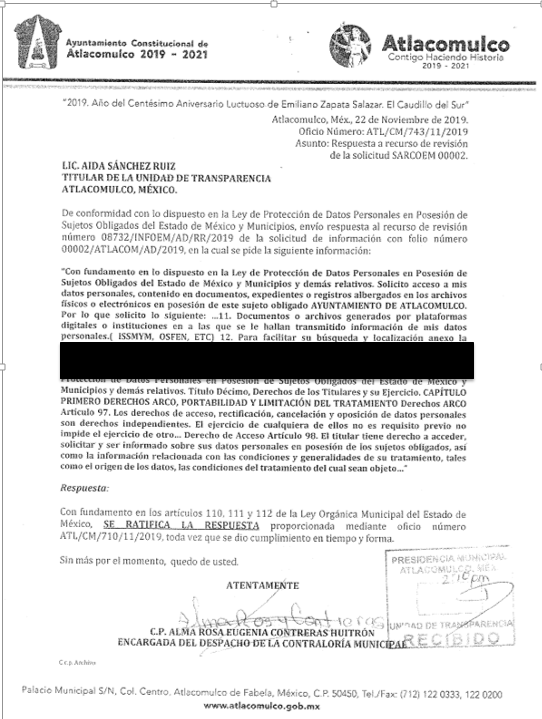 Ayuntamiento Constitucional de
Atlacomulco 2019 - 2021
Atlacomulco
Contigo Haciendo Historia
2019 - 2021
"2019. Año del Centésimo Aniversario Luctuoso de Emiliano Zapata Salazar. El Caudillo del Sur"
Atlacomulco, Méx., 22 de Noviembre de 2019.
Oficio Número: ATL/CM/743/11/2019
Asunto: Respuesta a recurso de revisión
de la solicitud SARCOEM 00002.
LIC. AIDA SÁNCHEZ RUIZ
TITULAR DE LA UNIDAD DE TRANSPARENCIA
ATLACOMULCO, MÉXICO.
De conformidad con lo dispuesto en la Ley de Protección de Datos Personales en Posesión de
Sujetos Obligados del Estado de México y Municipios, envío respuesta al recurso de revisión
número 08732/INFOEM/AD/RR/2019 de la solicitud de información con folio número
00002/ATLACOM/AD/2019, en la cual se pide la siguiente información:
"Con fundamento en lo dispuesto en la Ley de Protección de Datos Personales en Posesión de
Sujetos Obligados del Estado de México y Municipios y demás relativos. Solicito acceso a mis
datos personales, contenido en documentos, expedientes o registros albergados en los archivos
físicos o electrónicos en posesión de este sujeto obligado AYUNTAMIENTO DE ATLACOMULCO.
Por lo que solicito lo siguiente: ...11. Documentos o archivos generados por plataformas
digitales o instituciones en a las que se le hallan transmitido información de mis datos
personales.( ISSMYM, OSFEN, ETC) 12. Para facilitar su búsqueda y localización anexo la
Protección de Datos Personales en Posesión de Sujetos Obligados del Estado de México y
Municipios y demás relativos. Título Décimo, Derechos de los Titulares y su Ejercicio. CAPÍTULO
PRIMERO DERECHOS ARCO, PORTABILIDAD Y LIMITACIÓN DEL TRATAMIENTO Derechos ARCO
Artículo 97. Los derechos de acceso, rectificación, cancelación y oposición de datos personales
son derechos independientes. El ejercicio de cualquiera de ellos no es requisito previo no
impide el ejercicio de otro... Derecho de Acceso Artículo 98. El titular tiene derecho a acceder,
solicitar y ser informado sobre sus datos personales en posesión de los sujetos obligados, así
como la información relacionada con las condiciones y generalidades de su tratamiento, tales
como el origen de los datos, las condiciones del tratamiento del cual sean objeto..."
Respuesta:
Con fundamento en los artículos 110, 111 y 112 de la Ley Orgánica Municipal del Estado de
México, SE RATIFICA LA RESPUESTA proporcionada mediante oficio número
ATL/CM/710/11/2019, toda vez que se dio cumplimiento en tiempo y forma.
Sin más por el momento, quedo de usted.
ATENTAMENTE
Alma Rosa y Contreras
C.P. ALMA ROSA EUGENIA CONTRERAS HUITRÓN
ENCARGADA DEL DESPACHO DE LA CONTRALORÍA MUNICIPAL
PRESIDENCIA MUNICIPAL
ATLACOMULCO, MÉX.
2:10 pm
UNIDAD DE TRANSPARENCIA
RECIBIDO
C.c.p. Archivo
Palacio Municipal S/N, Col. Centro, Atlacomulco de Fabela, México, C.P. 50450, Tel./Fax: (712) 122 0333, 122 0200
www.atlacomulco.gob.mx